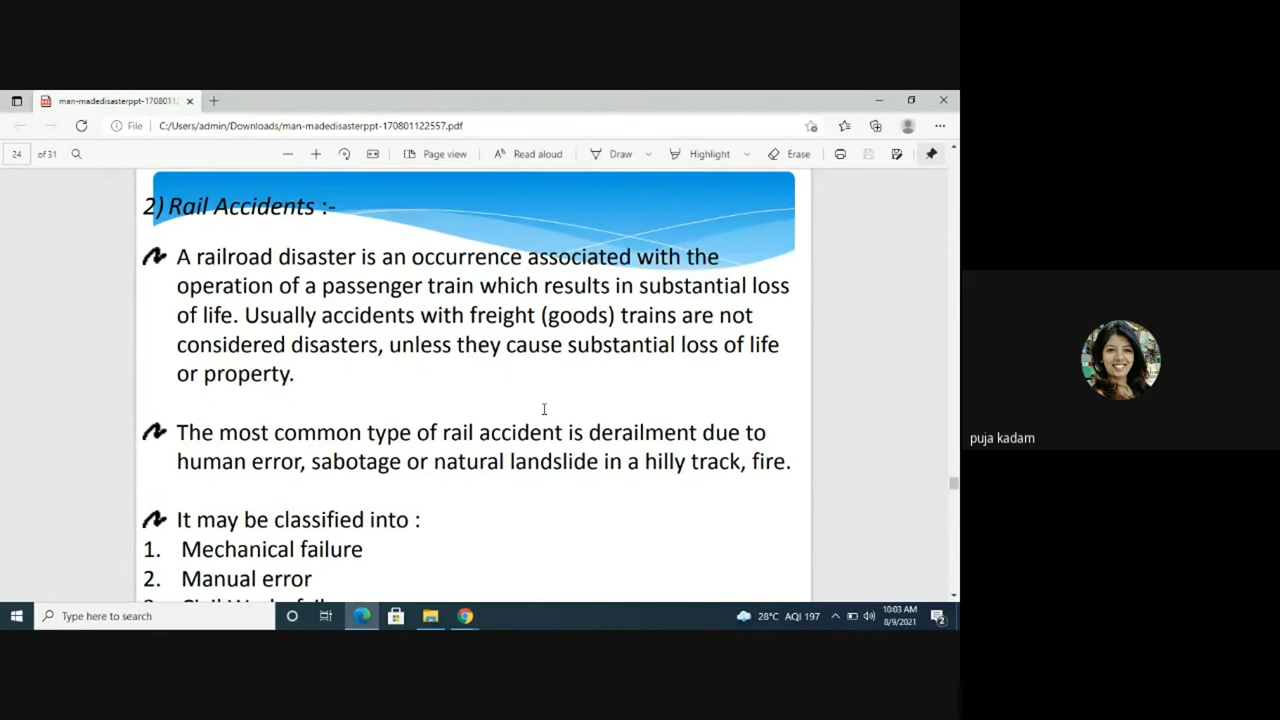 man-madedisasterppt-1708011
File
C:/Users/admin/Downloads/man-madedisasterppt-170801122557.pdf
24 of 31
Page view
Read aloud
Draw
Highlight
Erase
2) Rail Accidents :-
A railroad disaster is an occurrence associated with the
operation of a passenger train which results in substantial loss
of life. Usually accidents with freight (goods) trains are not
considered disasters, unless they cause substantial loss of life
or property.
The most common type of rail accident is derailment due to
human error, sabotage or natural landslide in a hilly track, fire.
It may be classified into :
1. Mechanical failure
2. Manual error
puja kadam
Type here to search
28°C AQI 197
10:03 AM
8/9/2021
2